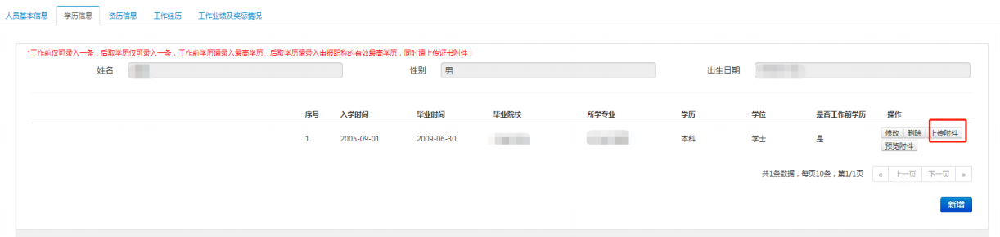 人员基本信息 学历信息 资历信息 工作经历 工作业绩及奖惩情况
*工作前仅可录入一条，后取学历仅可录入一条，工作前学历请录入最高学历、后取学历请录入申报职称的有效最高学历，同时请上传证书附件！
姓名 性别 男 出生日期
序号 入学时间 毕业时间 毕业院校 所学专业 学历 学位 是否工作前学历 操作
1 2005-09-01 2009-06-30 本科 学士 是 修改 删除 上传附件
预览附件
共1条数据，每页10条，第1/1页 « 上一页 下一页 »
新增